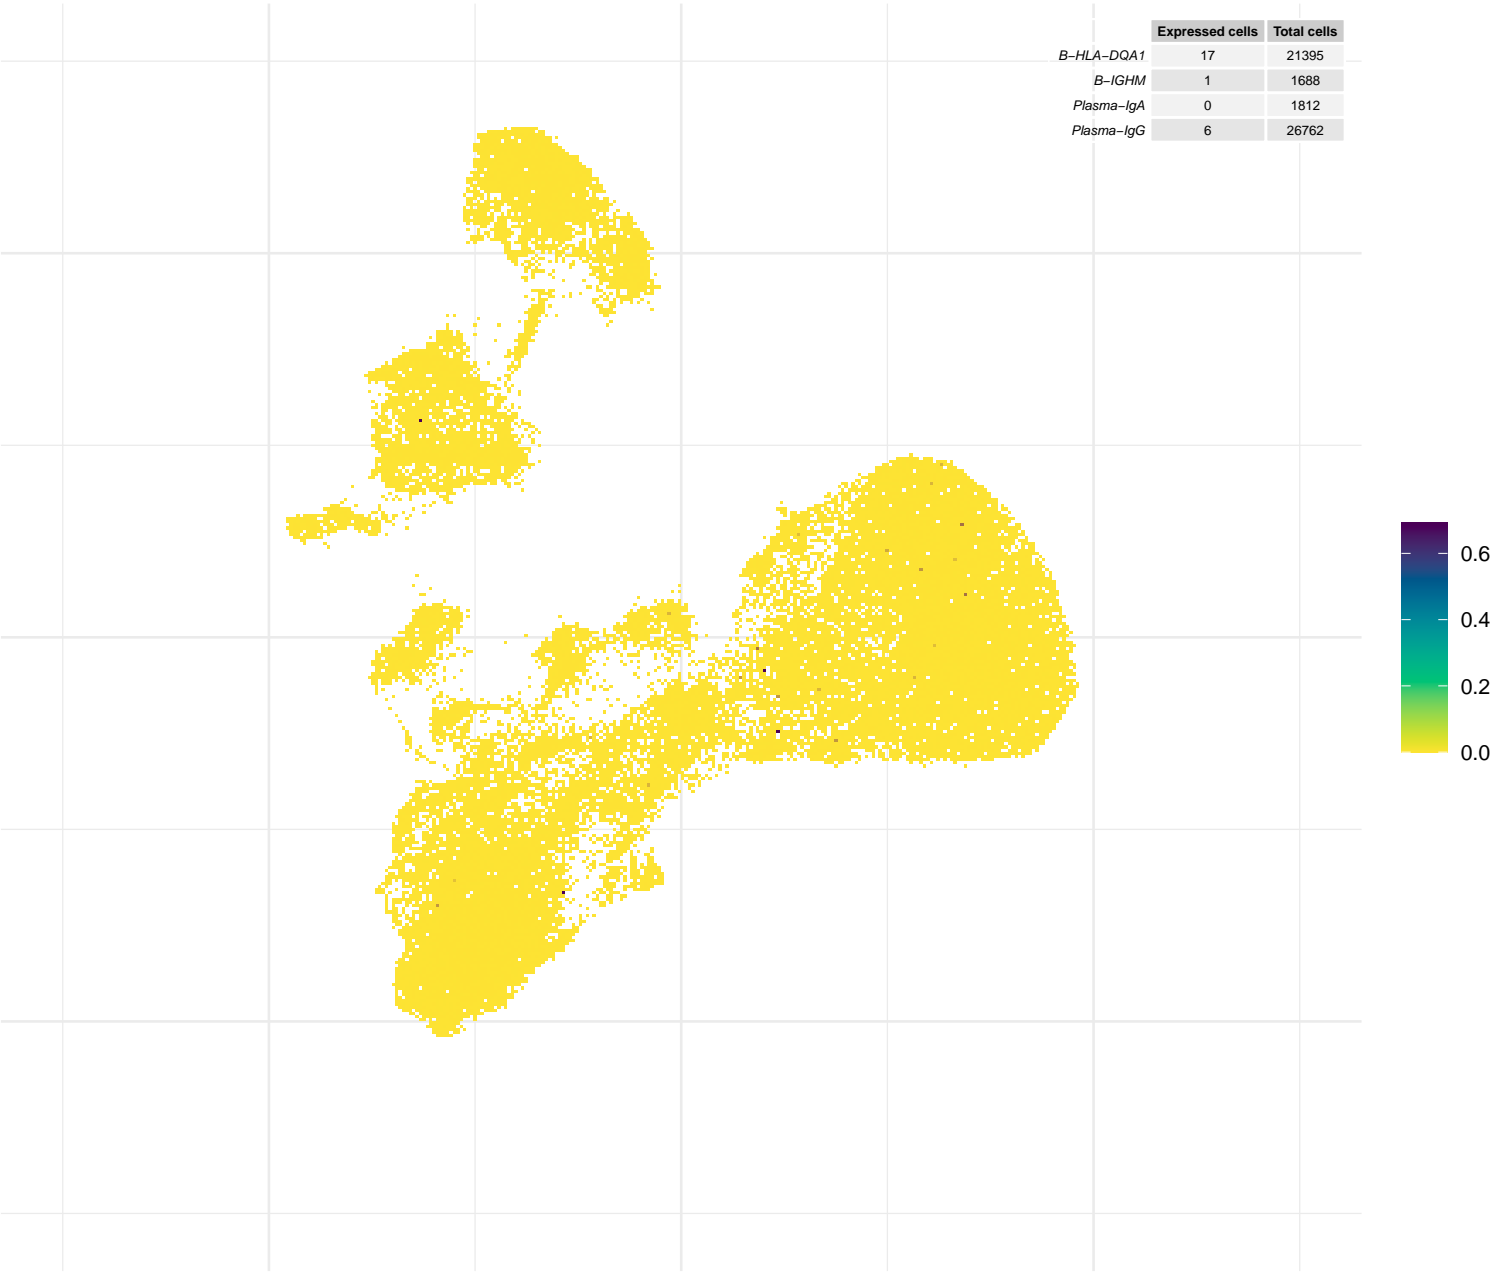 Expressed cells Total cells
B−HLA−DQA1 17 21395
B−IGHM 1 1688
Plasma−IgA 0 1812
Plasma−IgG 6 26762
0.6
0.4
0.2
0.0